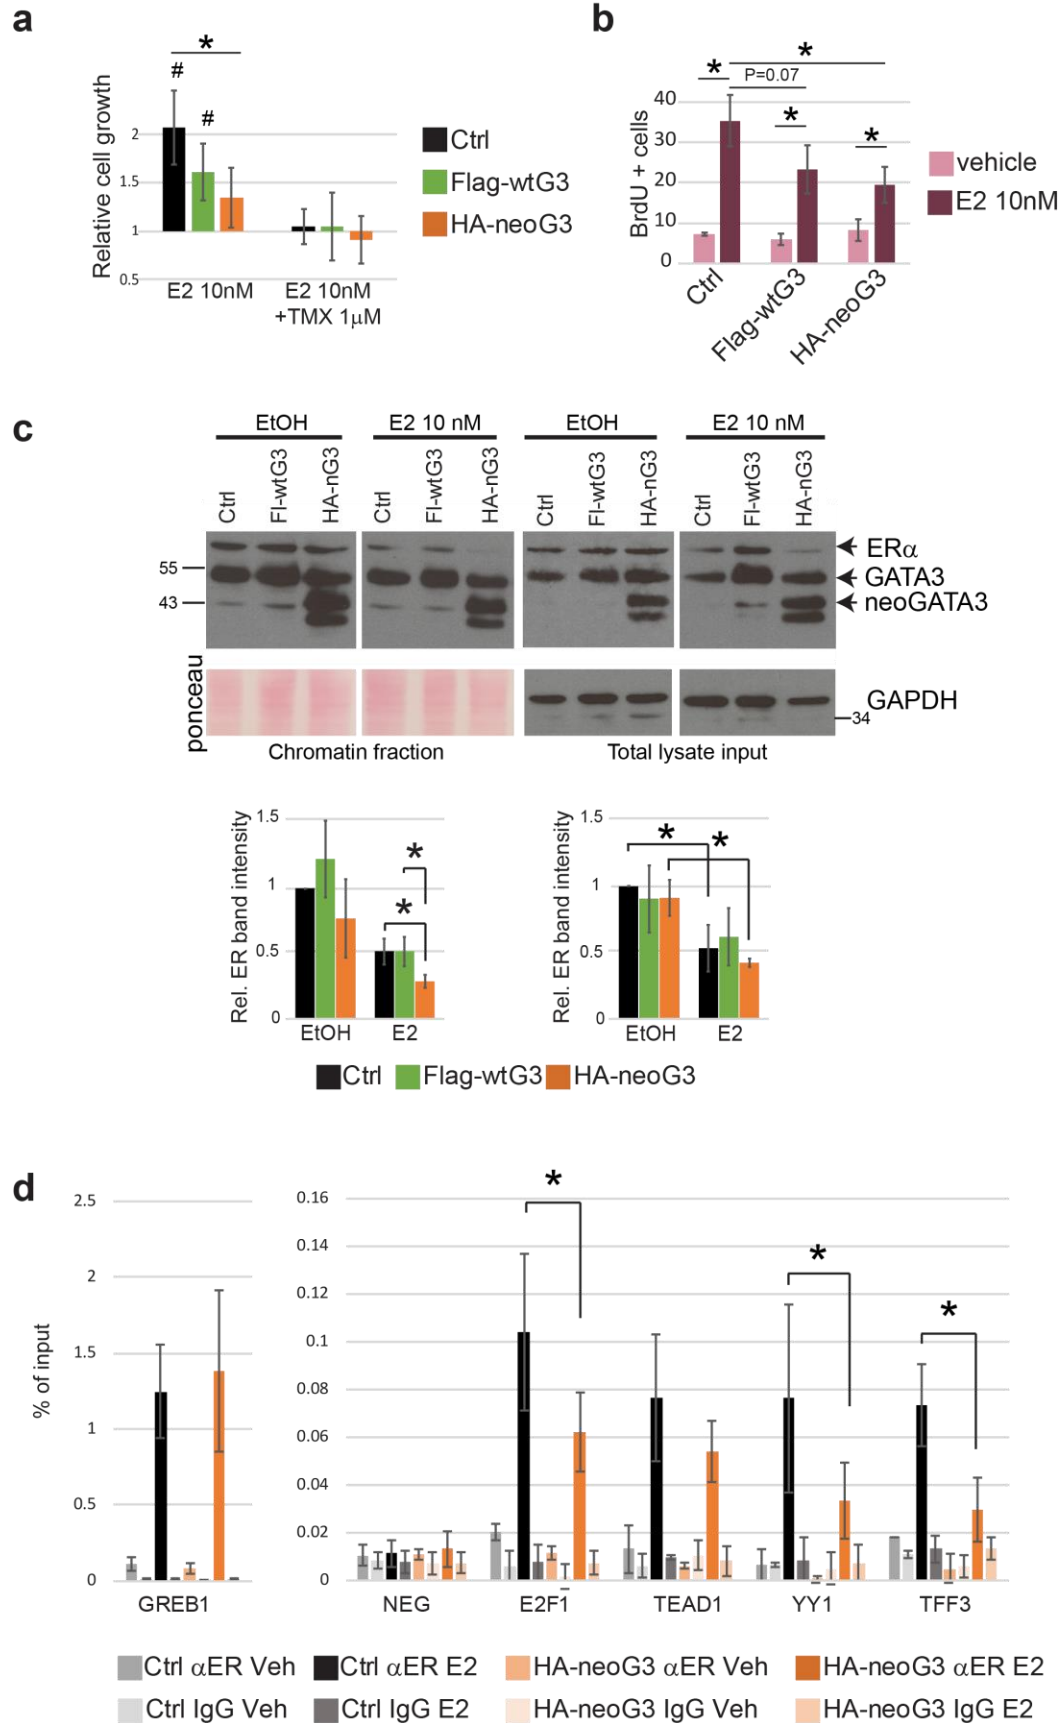 a
*
#
#
Relative cell growth
2
1.5
1
0.5
E2 10nM
E2 10nM
+TMX 1µM
Ctrl
Flag-wtG3
HA-neoG3
b
*
*
P=0.07
*
*
BrdU + cells
40
30
20
10
0
Ctrl
Flag-wtG3
HA-neoG3
vehicle
E2 10nM
c
EtOH
E2 10 nM
EtOH
E2 10 nM
Ctrl
Fl-wtG3
HA-nG3
Ctrl
Fl-wtG3
HA-nG3
Ctrl
Fl-wtG3
HA-nG3
Ctrl
Fl-wtG3
HA-nG3
55
43
ERα
GATA3
neoGATA3
ponceau
GAPDH
34
Chromatin fraction
Total lysate input
Rel. ER band intensity
1.5
1
0.5
0
*
*
EtOH
E2
Rel. ER band intensity
1.5
1
0.5
0
*
*
EtOH
E2
Ctrl
Flag-wtG3
HA-neoG3
d
% of input
2.5
2
1.5
1
0.5
0
GREB1
0.16
0.14
0.12
0.1
0.08
0.06
0.04
0.02
0
*
*
*
NEG
E2F1
TEAD1
YY1
TFF3
Ctrl αER Veh
Ctrl αER E2
HA-neoG3 αER Veh
HA-neoG3 αER E2
Ctrl IgG Veh
Ctrl IgG E2
HA-neoG3 IgG Veh
HA-neoG3 IgG E2